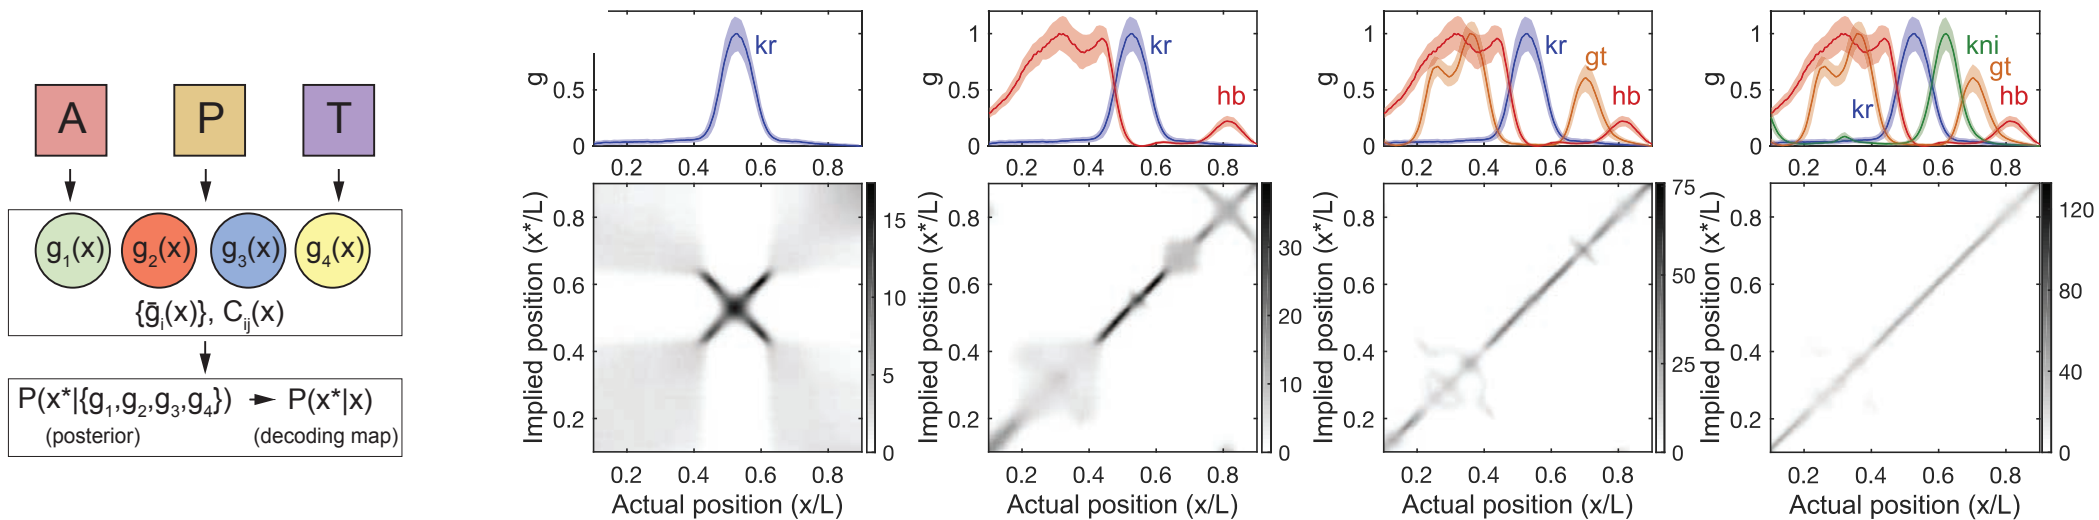 A P T
g1(x) g2(x) g3(x) g4(x)
{ḡi(x)}, Cij(x)
P(x*|{g1,g2,g3,g4}) P(x*|x)
(posterior) (decoding map)
g
1
0.5
0
kr
0.2 0.4 0.6 0.8
Implied position (x*/L)
0.8
0.6
0.4
0.2
15
10
5
0
0.2 0.4 0.6 0.8
Actual position (x/L)
g
1
0.5
0
kr
hb
0.2 0.4 0.6 0.8
Implied position (x*/L)
0.8
0.6
0.4
0.2
30
20
10
0
0.2 0.4 0.6 0.8
Actual position (x/L)
g
1
0.5
0
kr
gt
hb
0.2 0.4 0.6 0.8
Implied position (x*/L)
0.8
0.6
0.4
0.2
75
50
25
0
0.2 0.4 0.6 0.8
Actual position (x/L)
g
1
0.5
0
kni
gt
kr
hb
0.2 0.4 0.6 0.8
Implied position (x*/L)
0.8
0.6
0.4
0.2
120
80
40
0
0.2 0.4 0.6 0.8
Actual position (x/L)